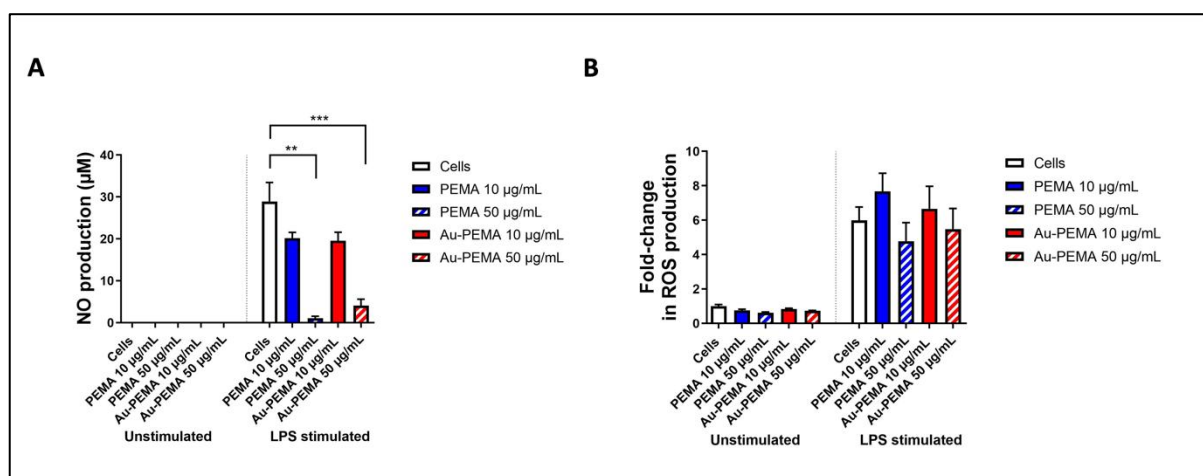 A
NO production (µM)
40
30
20
10
0
***
**
Cells
PEMA 10 µg/mL
PEMA 50 µg/mL
Au-PEMA 10 µg/mL
Au-PEMA 50 µg/mL
Cells
PEMA 10 µg/mL
PEMA 50 µg/mL
Au-PEMA 10 µg/mL
Au-PEMA 50 µg/mL
Unstimulated
LPS stimulated
Cells
PEMA 10 µg/mL
PEMA 50 µg/mL
Au-PEMA 10 µg/mL
Au-PEMA 50 µg/mL
B
Fold-change
in ROS production
10
8
6
4
2
0
Cells
PEMA 10 µg/mL
PEMA 50 µg/mL
Au-PEMA 10 µg/mL
Au-PEMA 50 µg/mL
Cells
PEMA 10 µg/mL
PEMA 50 µg/mL
Au-PEMA 10 µg/mL
Au-PEMA 50 µg/mL
Unstimulated
LPS stimulated
Cells
PEMA 10 µg/mL
PEMA 50 µg/mL
Au-PEMA 10 µg/mL
Au-PEMA 50 µg/mL